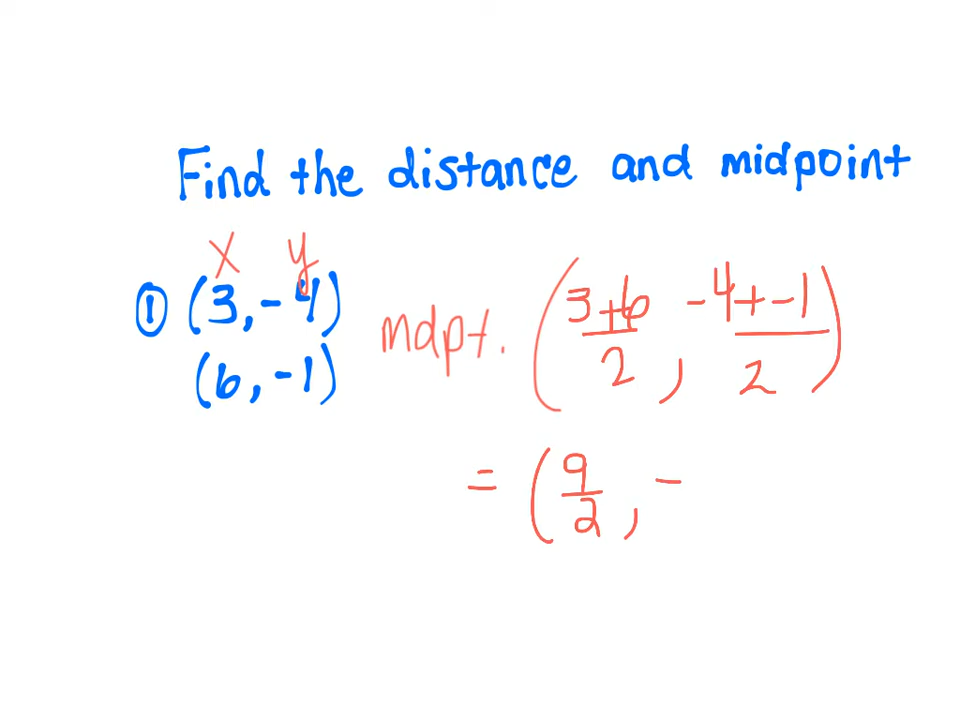 Find the distance and midpoint
x y
① (3, -4) mdpt. (3+6/2, -4+-1/2)
(6, -1)
= (9/2, -